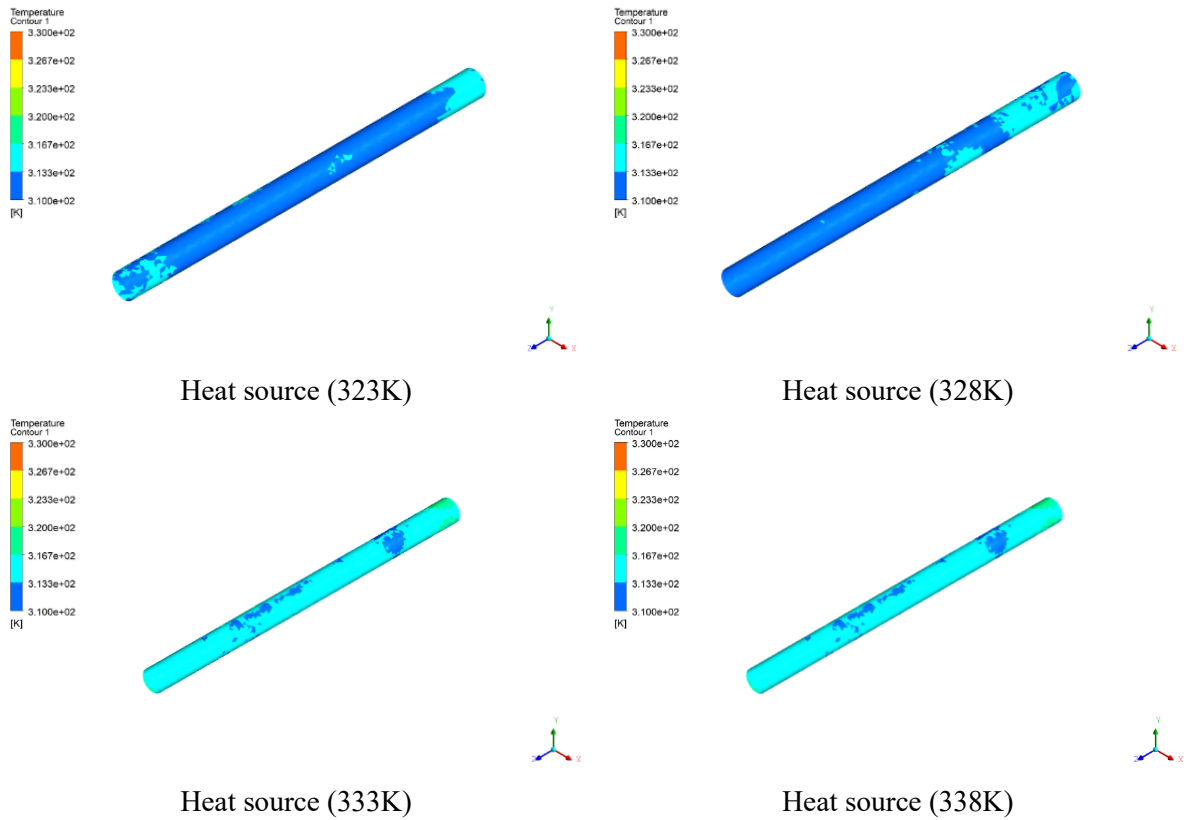 Temperature
Contour 1
3.300e+02
3.267e+02
3.233e+02
3.200e+02
3.167e+02
3.133e+02
3.100e+02
[K]
Y
Z
X
Heat source (323K)
Temperature
Contour 1
3.300e+02
3.267e+02
3.233e+02
3.200e+02
3.167e+02
3.133e+02
3.100e+02
[K]
Y
Z
X
Heat source (328K)
Temperature
Contour 1
3.300e+02
3.267e+02
3.233e+02
3.200e+02
3.167e+02
3.133e+02
3.100e+02
[K]
Y
Z
X
Heat source (333K)
Temperature
Contour 1
3.300e+02
3.267e+02
3.233e+02
3.200e+02
3.167e+02
3.133e+02
3.100e+02
[K]
Y
Z
X
Heat source (338K)